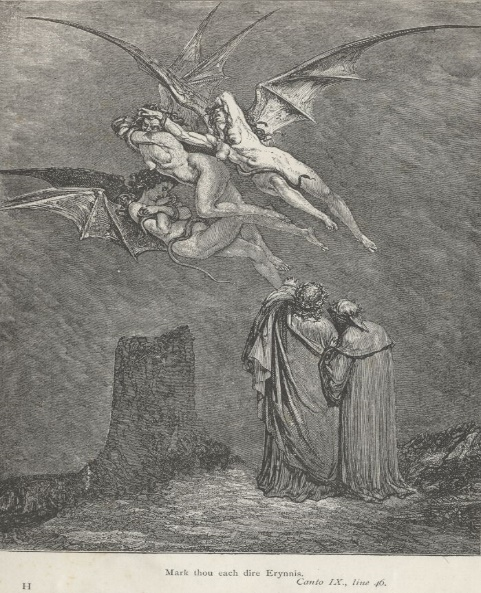 Mark thou each dire Erynnis.
Canto IX., line 46.
H